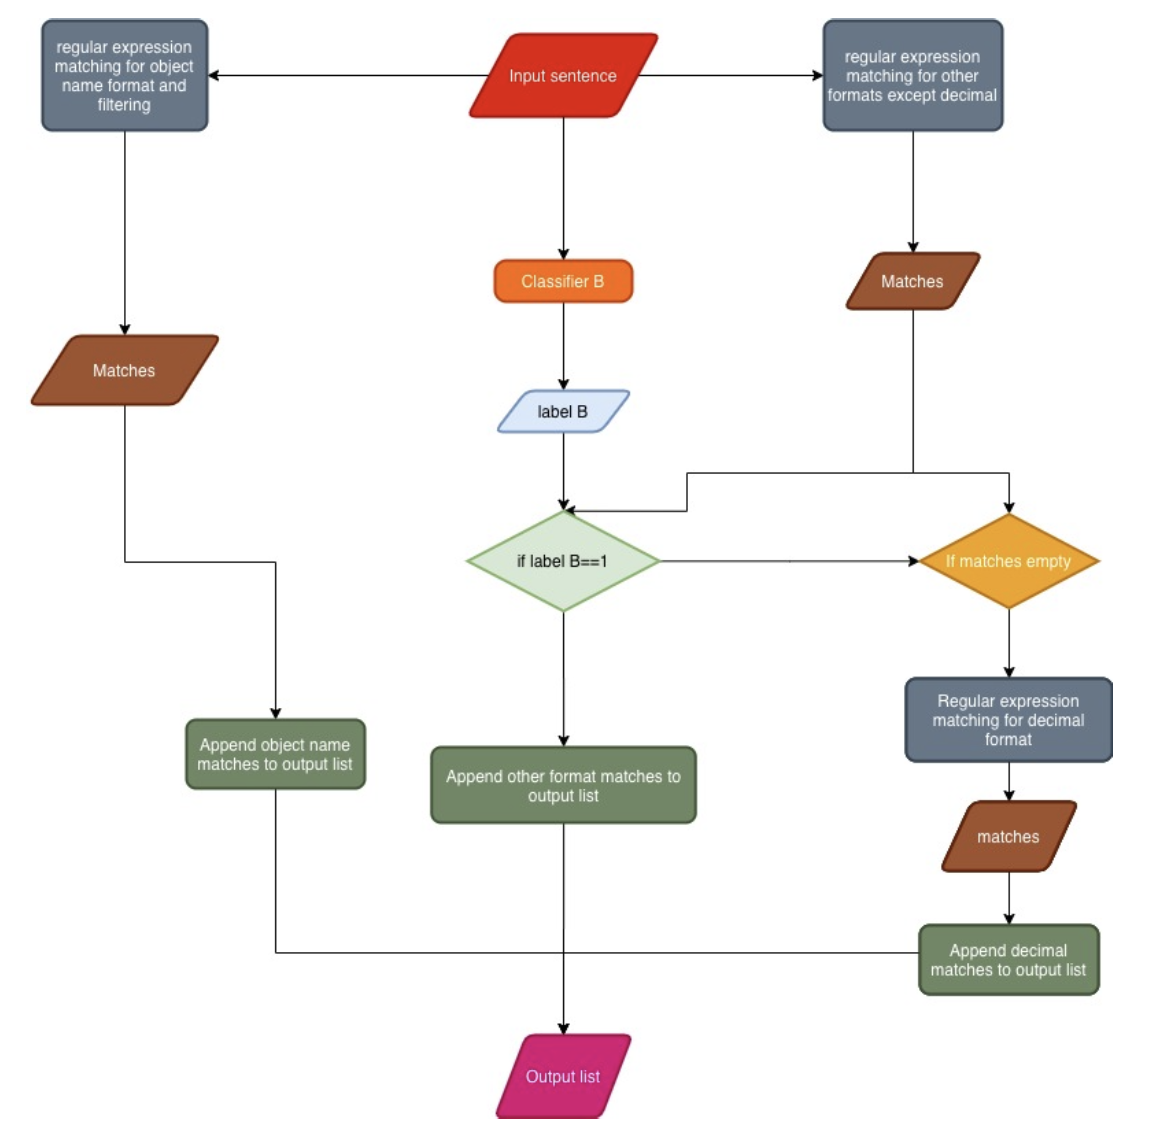 regular expression
matching for object
name format and
filtering
Input sentence
regular expression
matching for other
formats except decimal
Classifier B
Matches
Matches
label B
if label B==1
If matches empty
Regular expression
matching for decimal
format
Append object name
matches to output list
Append other format matches to
output list
matches
Append decimal
matches to output list
Output list